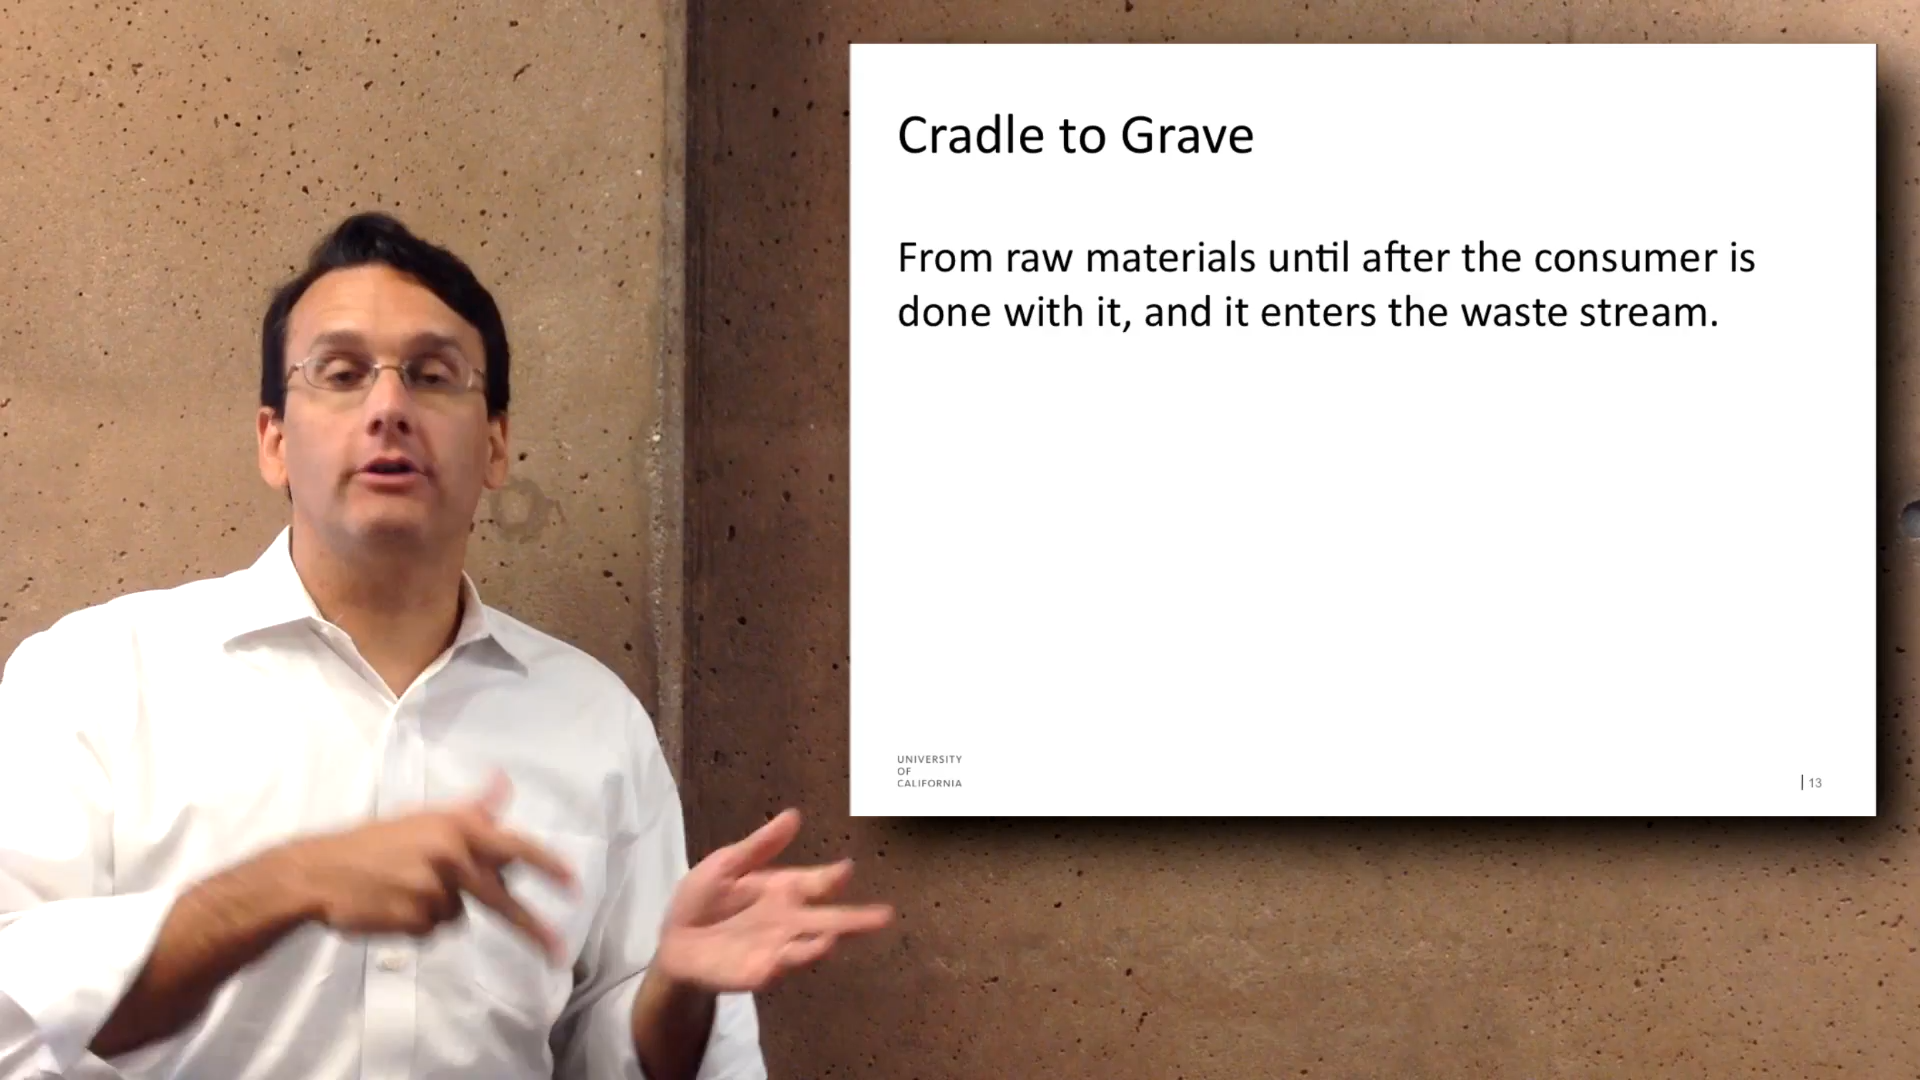 Cradle to Grave
From raw materials until after the consumer is
done with it, and it enters the waste stream.
UNIVERSITY
OF
CALIFORNIA
| 13